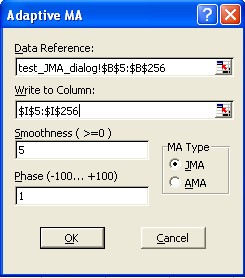 Adaptive MA
Data Reference:
test_JMA_dialog!$B$5:$B$256
Write to Column:
$I$5:$I$256
Smoothness ( >=0 )
5
MA Type
JMA
AMA
Phase (-100... +100)
1
OK
Cancel